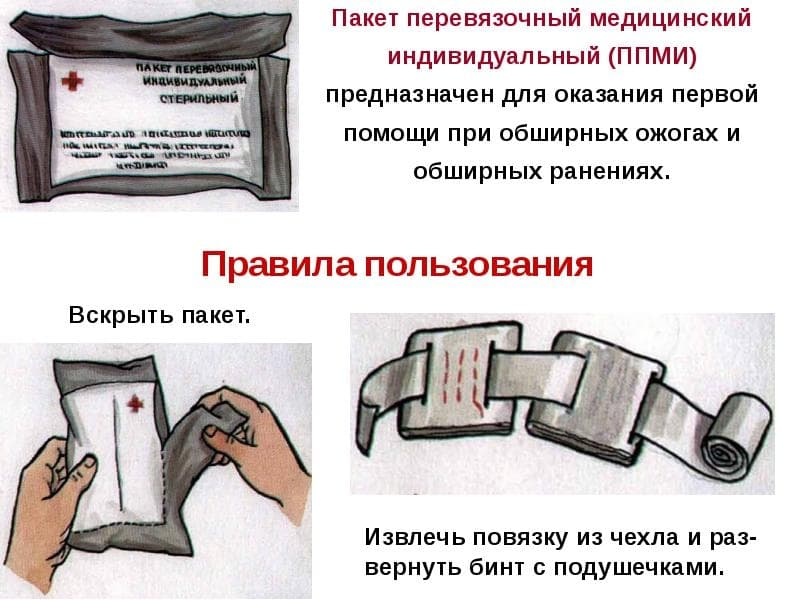 Пакет перевязочный медицинский
индивидуальный (ППМИ)
предназначен для оказания первой
помощи при обширных ожогах и
обширных ранениях.
ПАКЕТ ПЕРЕВЯЗОЧНЫЙ
ИНДИВИДУАЛЬНЫЙ
СТЕРИЛЬНЫЙ
Правила пользования
Вскрыть пакет.
Извлечь повязку из чехла и раз-
вернуть бинт с подушечками.